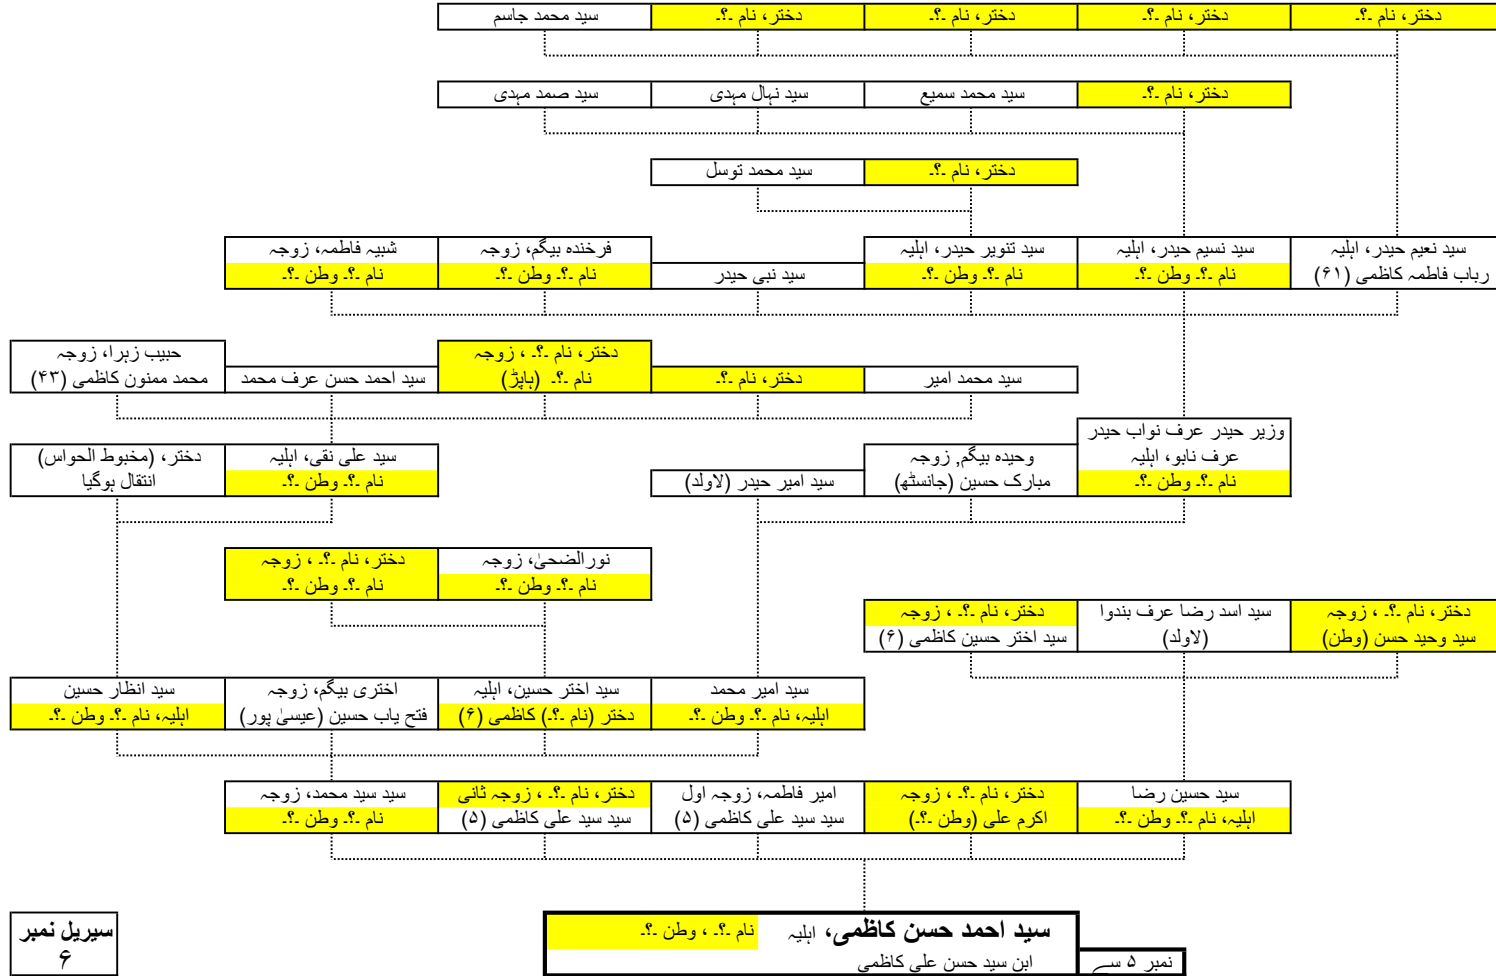 سید محمد جاسم
دختر، نام ۔؟۔
دختر، نام ۔؟۔
دختر، نام ۔؟۔
دختر، نام ۔؟۔
سید صمد مہدی
سید نہال مہدی
سید محمد سمیع
دختر، نام ۔؟۔
سید محمد توسل
دختر، نام ۔؟۔
شبیہ فاطمہ، زوجہ
نام ۔؟۔ وطن ۔؟۔
فرخندہ بیگم، زوجہ
نام ۔؟۔ وطن ۔؟۔
سید نبی حیدر
سید تنویر حیدر، اہلیہ
نام ۔؟۔ وطن ۔؟۔
سید نسیم حیدر، اہلیہ
نام ۔؟۔ وطن ۔؟۔
سید نعیم حیدر، اہلیہ
رباب فاطمہ کاظمی (۶۱)
حبیب زہرا، زوجہ
محمد ممنون کاظمی (۴۳)
سید احمد حسن عرف محمد
دختر، نام ۔؟۔ ، زوجہ
نام ۔؟۔ (ہاپڑ)
دختر، نام ۔؟۔
سید محمد امیر
دختر، (مخبوط الحواس)
انتقال ہوگیا
سید علی نقی، اہلیہ
نام ۔؟۔ وطن ۔؟۔
سید امیر حیدر (لاولد)
وحیدہ بیگم, زوجہ
مبارک حسین (جانسٹھ)
وزیر حیدر عرف نواب حیدر
عرف نابو، اہلیہ
نام ۔؟۔ وطن ۔؟۔
دختر، نام ۔؟۔ ، زوجہ
نام ۔؟۔ وطن ۔؟۔
نورالضحیٰ، زوجہ
نام ۔؟۔ وطن ۔؟۔
دختر، نام ۔؟۔ ، زوجہ
سید اختر حسین کاظمی (۶)
سید اسد رضا عرف بندوا
(لاولد)
دختر، نام ۔؟۔ ، زوجہ
سید وحید حسن (وطن)
سید انظار حسین
اہلیہ، نام ۔؟۔ وطن ۔؟۔
اختری بیگم، زوجہ
فتح یاب حسین (عیسیٰ پور)
سید اختر حسین، اہلیہ
دختر (نام ۔؟۔) کاظمی (۶)
سید امیر محمد
اہلیہ، نام ۔؟۔ وطن ۔؟۔
سید سید محمد، زوجہ
نام ۔؟۔ وطن ۔؟۔
دختر، نام ۔؟۔ ، زوجہ ثانی
سید سید علی کاظمی (۵)
امیر فاطمہ، زوجہ اول
سید سید علی کاظمی (۵)
دختر، نام ۔؟۔ ، زوجہ
اکرم علی (وطن ۔؟۔)
سید حسین رضا
اہلیہ، نام ۔؟۔ وطن ۔؟۔
سید احمد حسن کاظمی، اہلیہ نام ۔؟۔ ، وطن ۔؟۔
ابن سید حسن علی کاظمی
نمبر ۵ سے
سیریل نمبر
۶